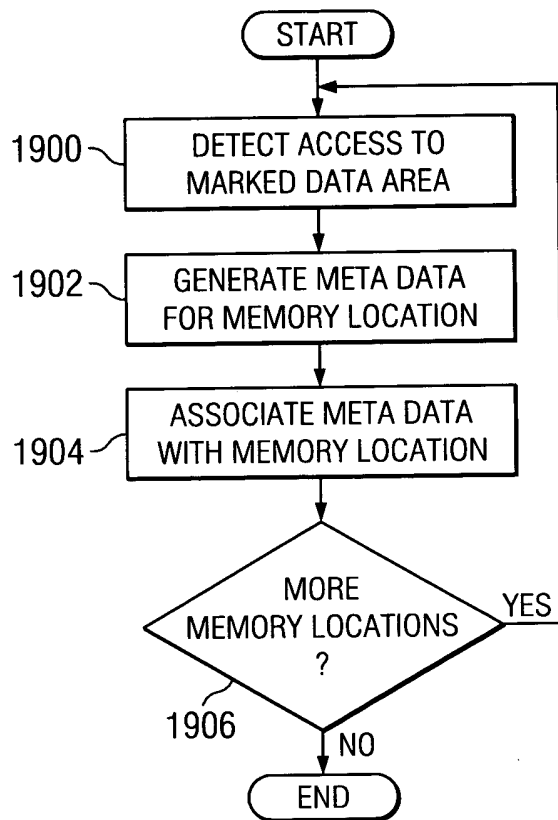 START
1900
DETECT ACCESS TO
MARKED DATA AREA
1902
GENERATE META DATA
FOR MEMORY LOCATION
1904
ASSOCIATE META DATA
WITH MEMORY LOCATION
MORE
MEMORY LOCATIONS
?
YES
1906
NO
END